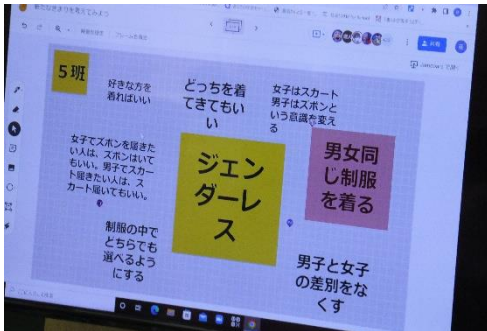 5班
好きな方を
着ればいい
どっちを着
てきてもい
い
女子はスカート
男子はズボンと
いう意識を変え
る
女子でズボンを届きた
い人は、ズボンはいて
もいい。男子でスカー
ト届きたい人は、ス
カート届いてもいい。
ジェン
ダーレ
ス
男女同
じ制服
を着る
制服の中で
どちらでも
選べるよう
にする
男子と女子
の差別をな
くす